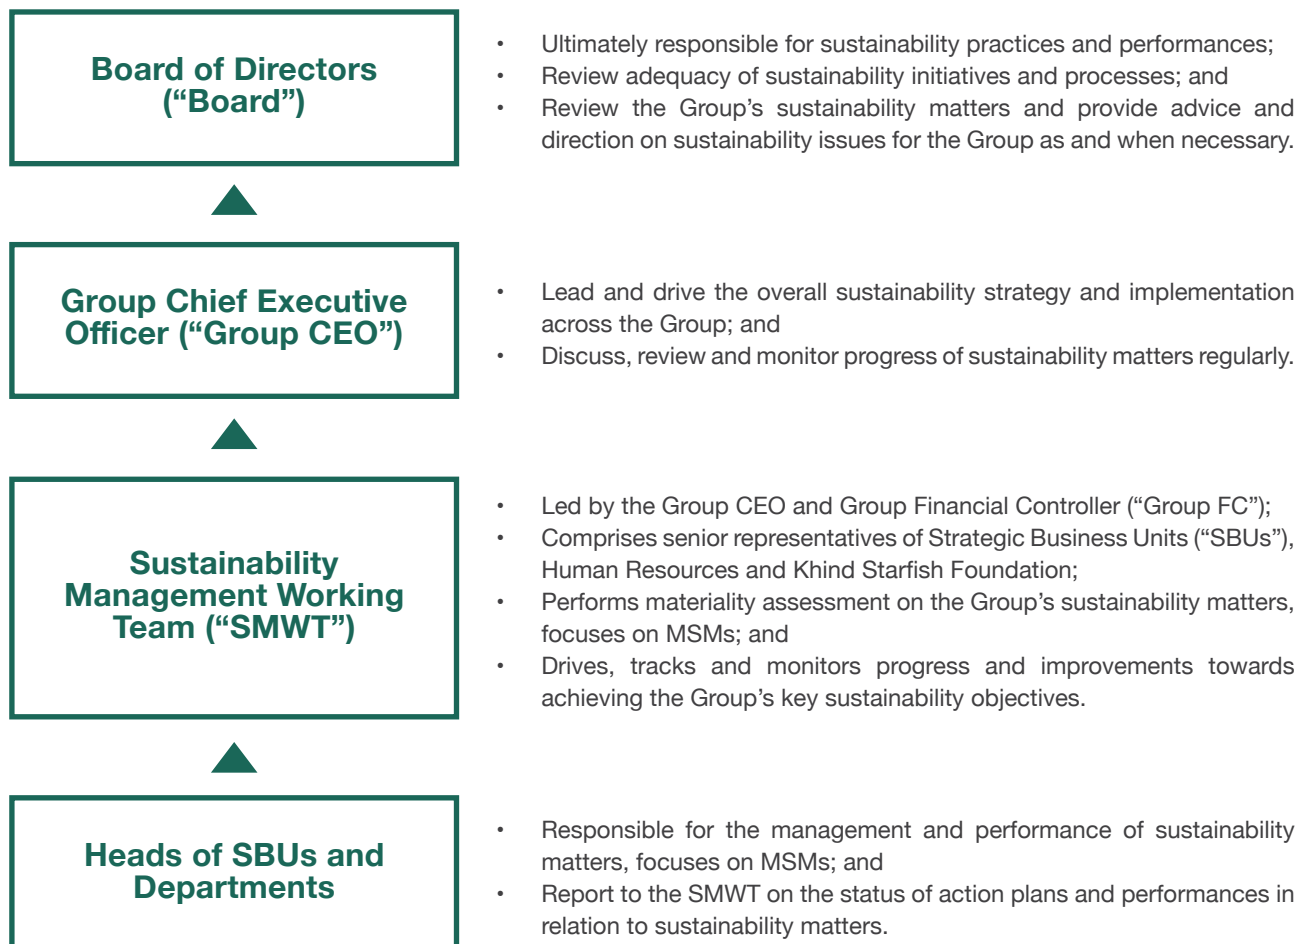 Board of Directors
(“Board”)
• Ultimately responsible for sustainability practices and performances;
• Review adequacy of sustainability initiatives and processes; and
• Review the Group’s sustainability matters and provide advice and
direction on sustainability issues for the Group as and when necessary.
Group Chief Executive
Officer (“Group CEO”)
• Lead and drive the overall sustainability strategy and implementation
across the Group; and
• Discuss, review and monitor progress of sustainability matters regularly.
Sustainability
Management Working
Team (“SMWT”)
• Led by the Group CEO and Group Financial Controller (“Group FC”);
• Comprises senior representatives of Strategic Business Units (“SBUs”),
Human Resources and Khind Starfish Foundation;
• Performs materiality assessment on the Group’s sustainability matters,
focuses on MSMs; and
• Drives, tracks and monitors progress and improvements towards
achieving the Group’s key sustainability objectives.
Heads of SBUs and
Departments
• Responsible for the management and performance of sustainability
matters, focuses on MSMs; and
• Report to the SMWT on the status of action plans and performances in
relation to sustainability matters.